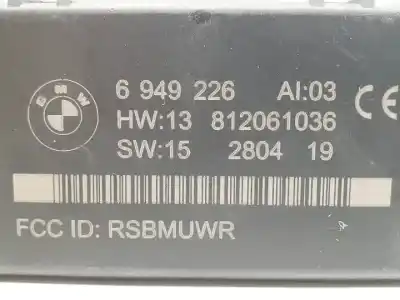 BMW
6 949 226 AI:03
CE
HW:13 812061036
SW:15 2804 19
FCC ID: RSBMUWR